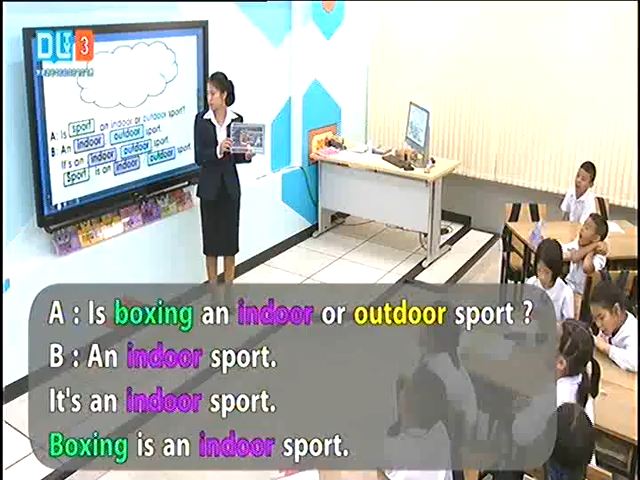 DLTV 3
A: Is sport an indoor or outdoor sport?
B: An indoor outdoor sport.
It's an indoor outdoor sport.
Sport is an indoor outdoor sport.
A : Is boxing an indoor or outdoor sport ?
B : An indoor sport.
It's an indoor sport.
Boxing is an indoor sport.